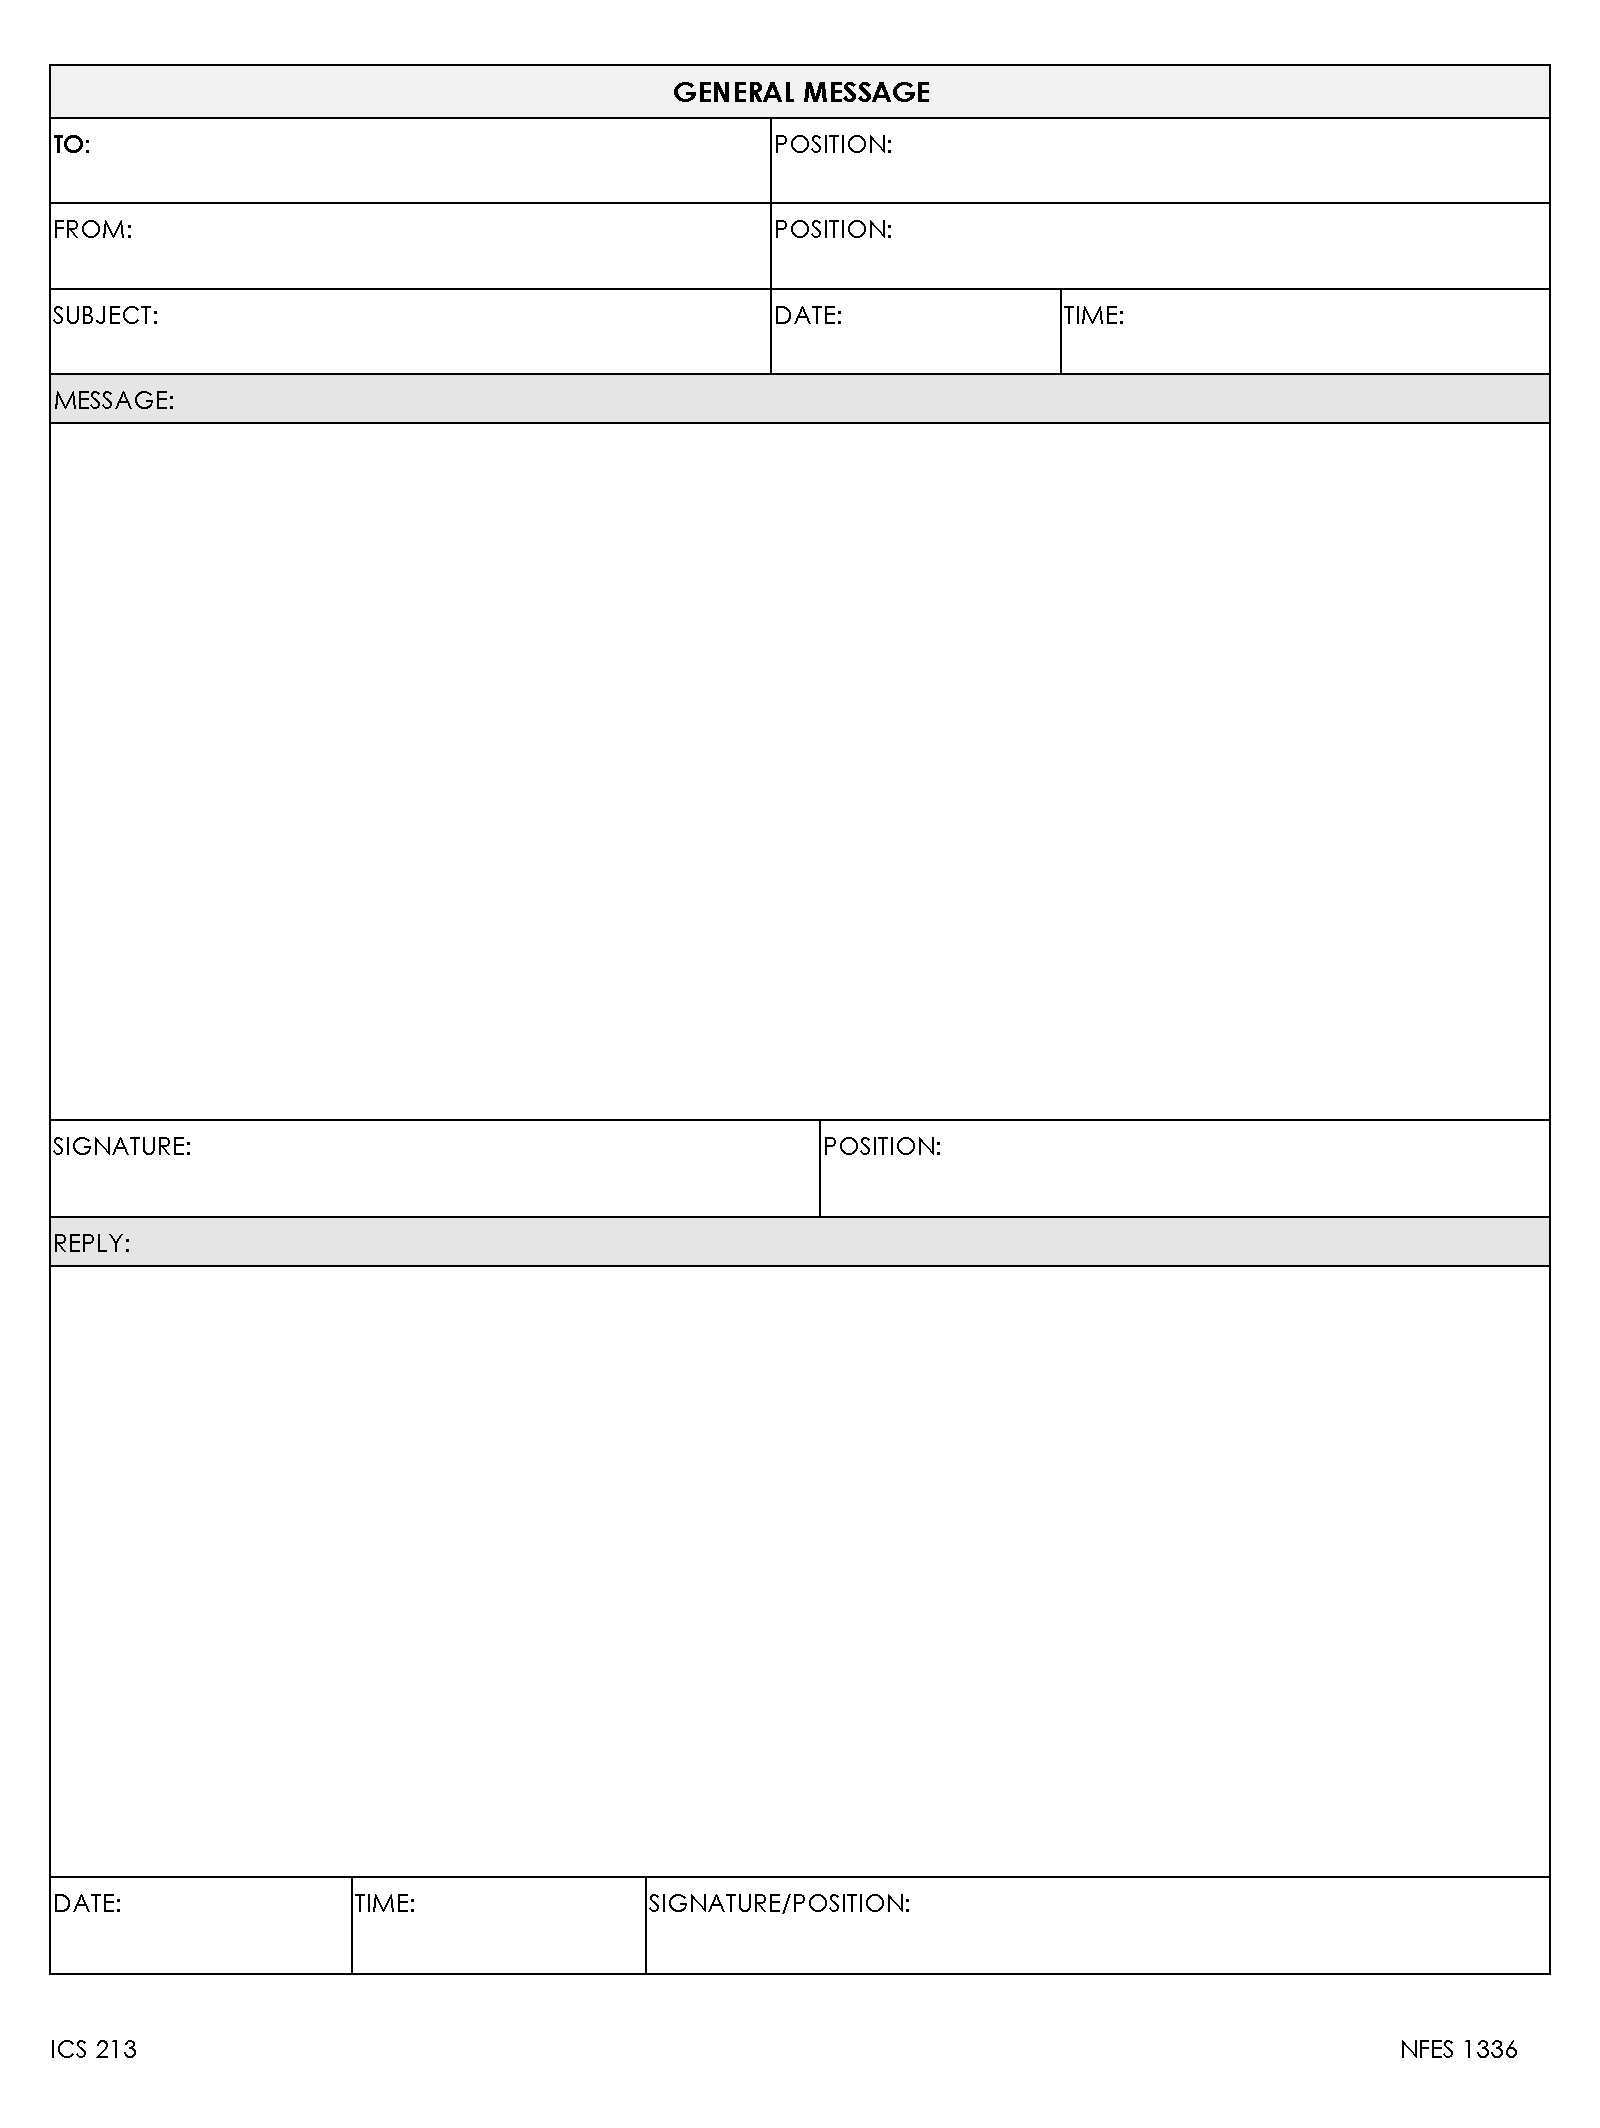 GENERAL MESSAGE
TO: POSITION:
FROM: POSITION:
SUBJECT: DATE: TIME:
MESSAGE:
SIGNATURE: POSITION:
REPLY:
DATE: TIME: SIGNATURE/POSITION:
ICS 213 NFES 1336